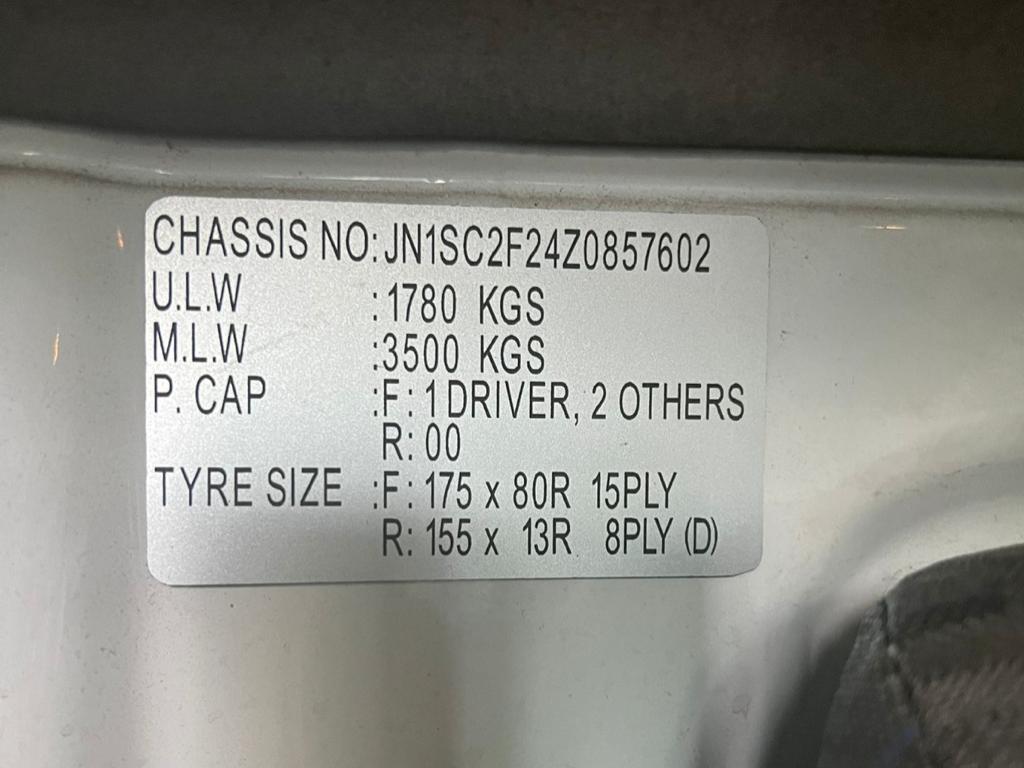 CHASSIS NO: JN1SC2F24Z0857602
U.L.W : 1780 KGS
M.L.W : 3500 KGS
P. CAP : F : 1 DRIVER, 2 OTHERS
R: 00
TYRE SIZE : F : 175 x 80R 15PLY
R: 155 x 13R 8PLY (D)